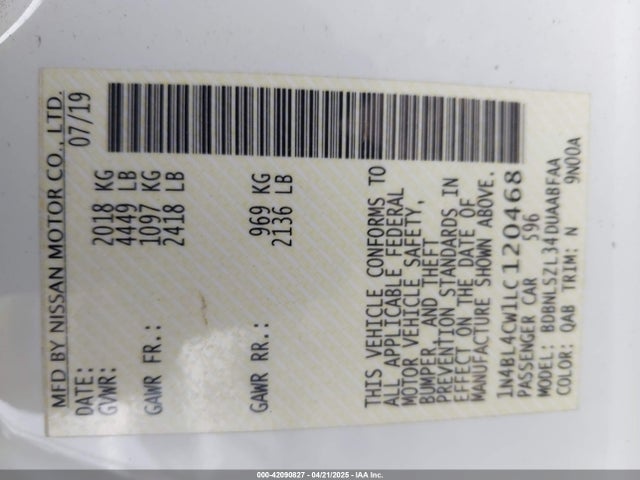 MFD BY NISSAN MOTOR CO., LTD.
DATE: 07/19
GVWR: 2018 KG
4449 LB
GAWR FR.: 1097 KG
2418 LB
GAWR RR.: 969 KG
2136 LB
THIS VEHICLE CONFORMS TO
ALL APPLICABLE FEDERAL
MOTOR VEHICLE SAFETY,
BUMPER, AND THEFT
PREVENTION STANDARDS IN
EFFECT ON THE DATE OF
MANUFACTURE SHOWN ABOVE.
1N4BL4CW1LC120468
PASSENGER CAR 596
MODEL: BDBNLSZL34DUAABFAA
COLOR: QAB TRIM: N 9N00A
000-42090827 - 04/21/2025 - IAA Inc.